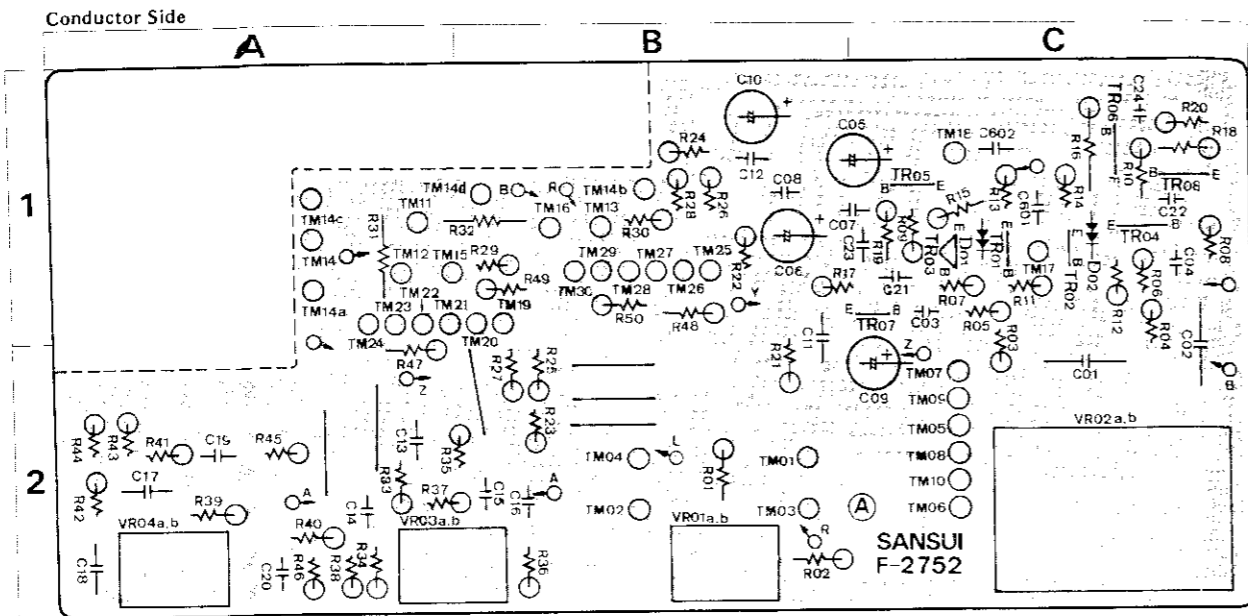 Conductor Side
A B C
C10
C24 TR06 B R20
R24 C05 TM18 C602 R18
R16 E R10
C12 TR05 B E
1 C08 B E TR08
TM14d B R TM14b R28 R26 R15 R13 C601 R14 C22
TM14c TM11 R32 TM16 TM13 R30 C07
R31 C23 R19 R09 TR03 E D01 TR01 E E D02 E TR04 R08
TM14 TM12 TM15 R29 TM29 TM27 TM25 C06 TM17 C04
R49 TM30 TM28 TM26 R22 R17 C21 B R07 B R11 B TR02 R06
TM14a TM23 TM22 TM21 TM19 R50 R48 Y E B C03 R05 R12 R04
TM24 TM20 TR07 R03 C02
R47 Z R27 R25 R21 C11 Z C01
C09 TM07 B
TM09 VR02a,b
R44 R43 R41 C19 R45 C13 R35 R23 TM05
2 TM04 L TM01 TM08
C17 R33 R37 C15 C16 A R01 TM10
R42 R39 A C14 TM02 TM03 A TM06
VR04a,b R40 VR03a,b VR01a,b R SANSUI
C18 C20 R46 R38 R34 R36 R02 F-2752